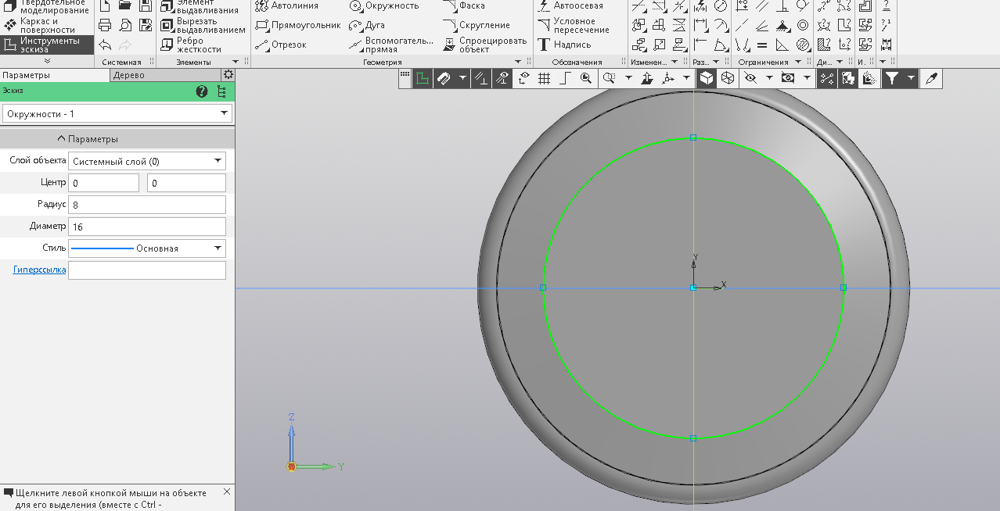 Твердотельное
моделирование
Каркас и
поверхности
Инструменты
эскиза
Системная
Элемент
выдавливания
Вырезать
выдавливанием
Ребро
жесткости
Элементы
Автолиния
Окружность
Фаска
Прямоугольник
Дуга
Скругление
Отрезок
Вспомогатель...
прямая
Спроецировать
объект
Геометрия
Автоосевая
Условное
пересечение
Надпись
Обозначения
Изменен...
Раз...
Ограничения
Ди...
И.
Параметры
Дерево
Эскиз
Окружности - 1
Параметры
Слой объекта Системный слой (0)
Центр 0 0
Радиус 8
Диаметр 16
Стиль Основная
Гиперссылка
Y
X
Z
Y
Щелкните левой кнопкой мыши на объекте
для его выделения (вместе с Ctrl -